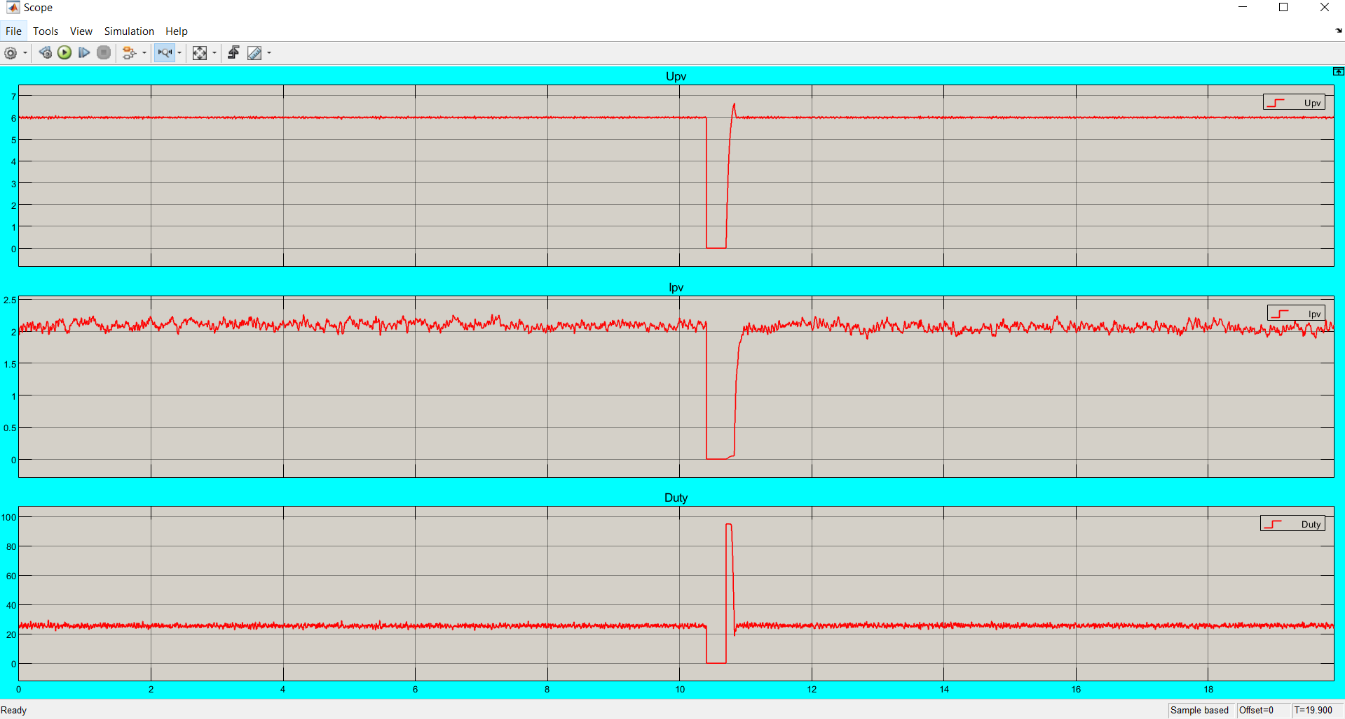 Scope
File Tools View Simulation Help
Upv
7
6
5
4
3
2
1
0
Upv
Ipv
2.5
2
1.5
1
0.5
0
Ipv
Duty
100
80
60
40
20
0
Duty
0 2 4 6 8 10 12 14 16 18
Ready Sample based Offset=0 T=19.900